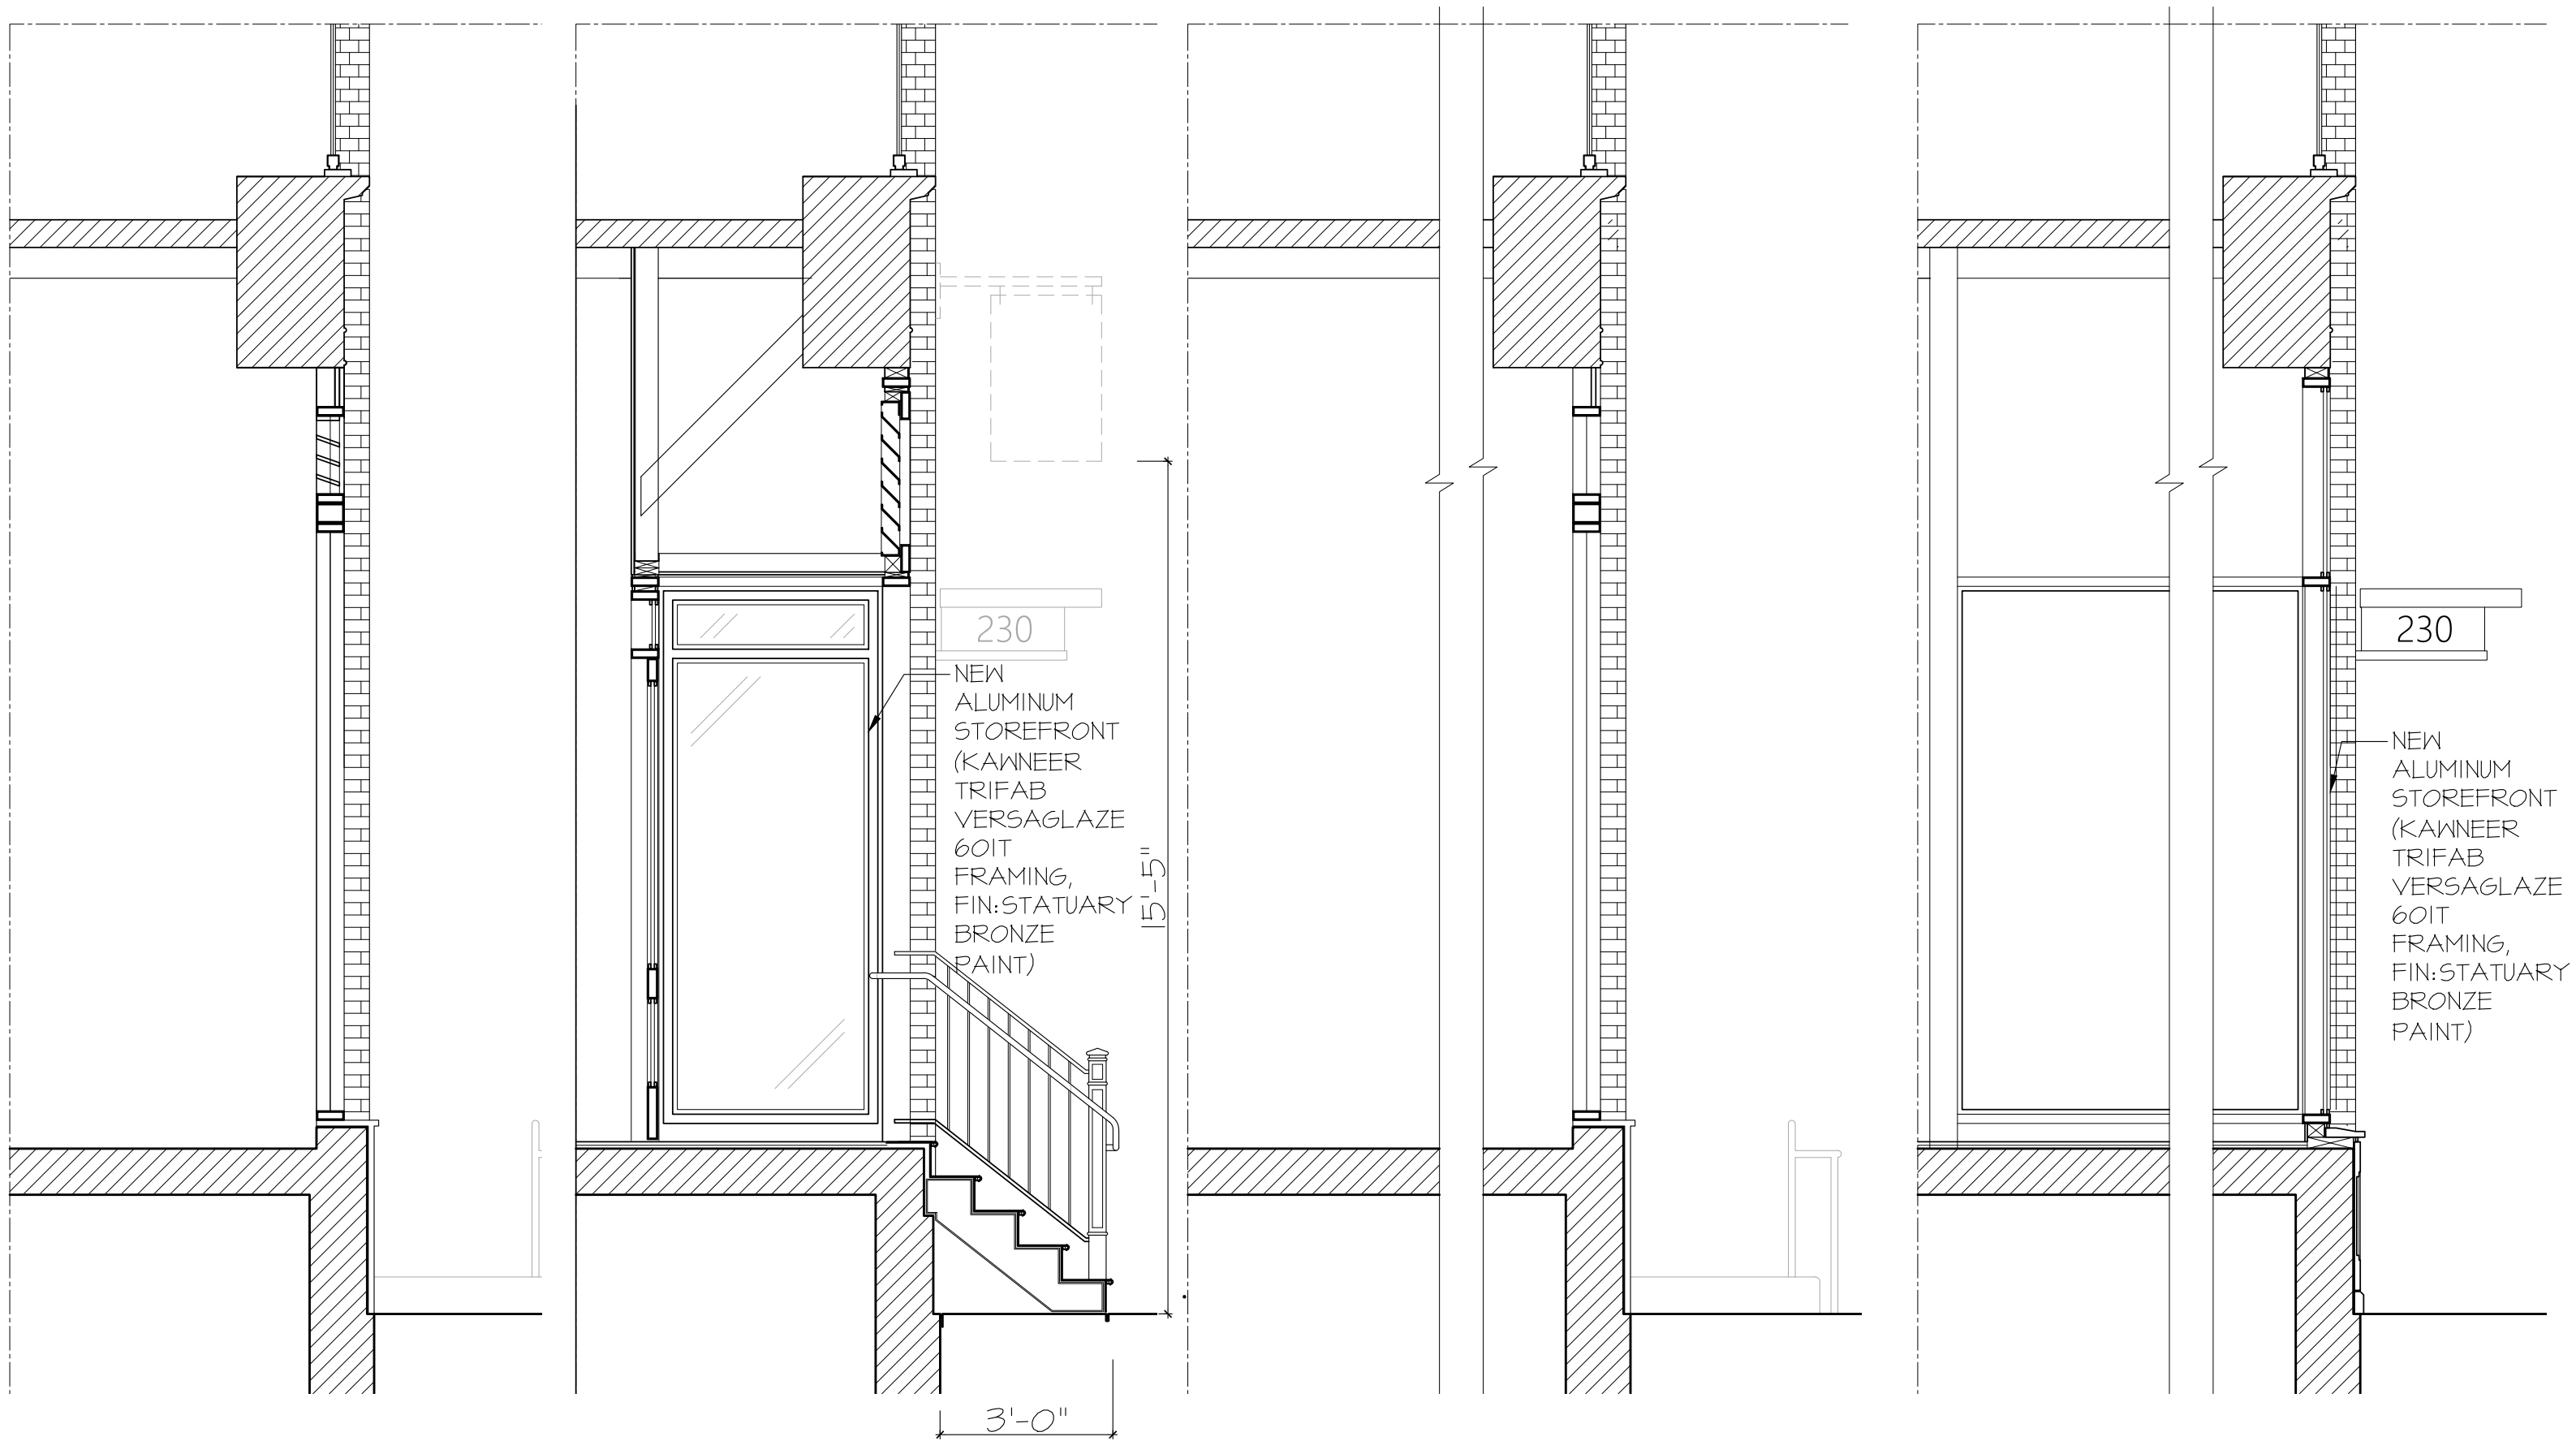 230
NEW
ALUMINUM
STOREFRONT
(KAWNEER
TRIFAB
VERSAGLAZE
601T
FRAMING,
FIN:STATUARY
BRONZE
PAINT)
15'-5"
3'-0"
230
NEW
ALUMINUM
STOREFRONT
(KAWNEER
TRIFAB
VERSAGLAZE
601T
FRAMING,
FIN:STATUARY
BRONZE
PAINT)